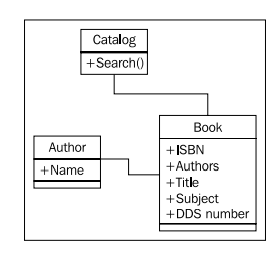 Catalog
+Search()
Book
+ISBN
+Authors
+Title
+Subject
+DDS number
Author
+Name